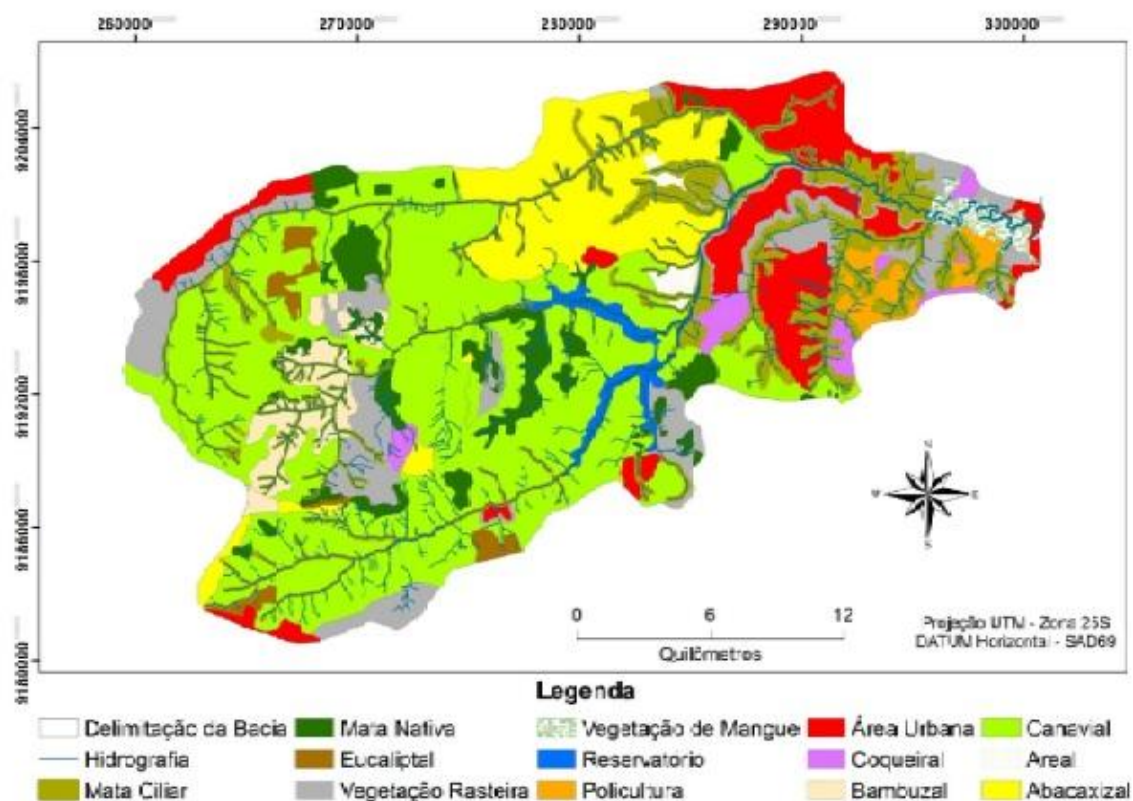 260000 270000 280000 290000 300000
9204000
9198000
9192000
9186000
9180000
N
W E
S
0 6 12
Quilômetros
Projeção UTM - Zona 25S
DATUM Horizontal - SAD69
Legenda
Delimitação da Bacia Mata Nativa Vegetação de Mangue Área Urbana Canavial
Hidrografia Eucaliptal Reservatório Coqueiral Areal
Mata Ciliar Vegetação Rasteira Policultura Bambuzal Abacaxizal